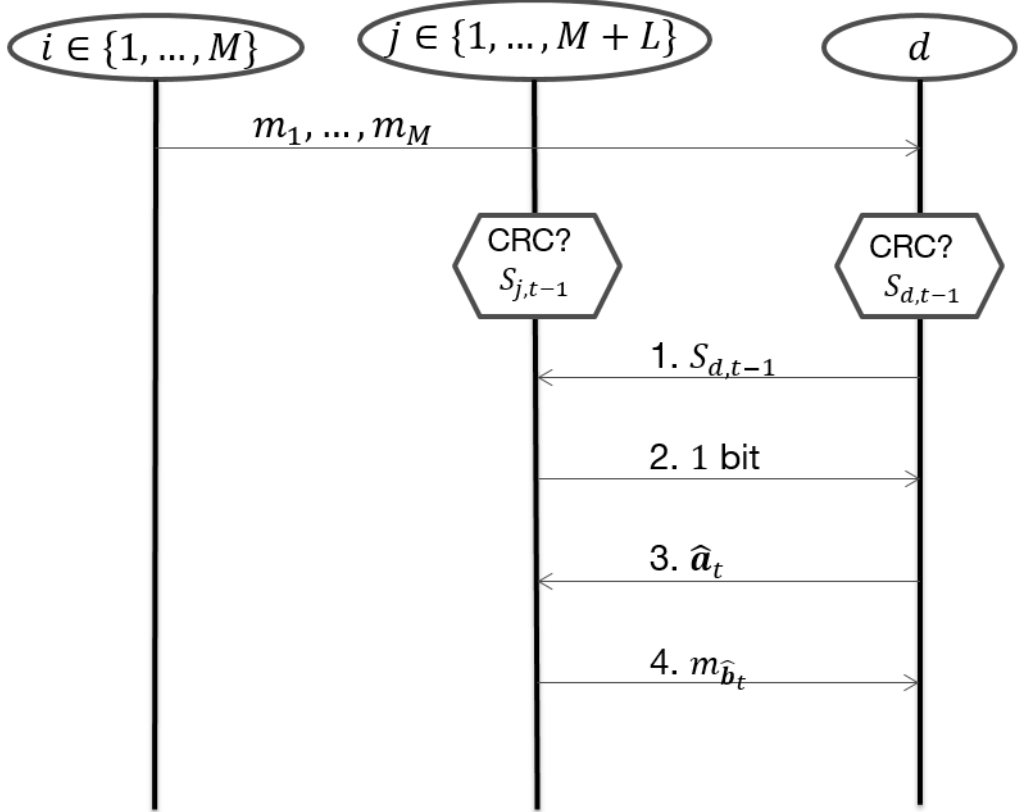 i ∈ {1, ..., M}
j ∈ {1, ..., M + L}
d
m₁, ..., m_M
CRC?
S_{j,t−1}
CRC?
S_{d,t−1}
1. S_{d,t−1}
2. 1 bit
3. â_t
4. m_{b̂_t}